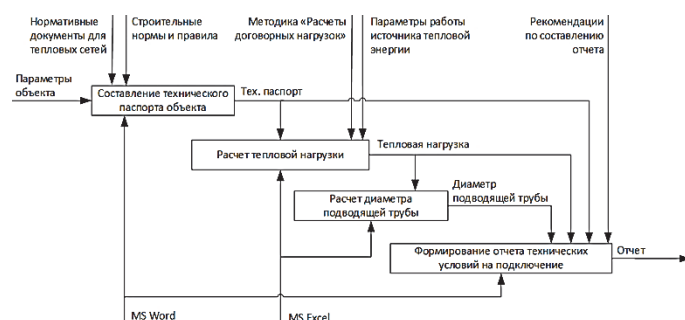 Нормативные
документы для
тепловых сетей
Строительные
нормы и правила
Методика «Расчеты
договорных нагрузок»
Параметры работы
источника тепловой
энергии
Рекомендации
по составлению
отчета
Параметры
объекта
Составление технического
паспорта объекта
Тех. паспорт
Расчет тепловой нагрузки
Тепловая нагрузка
Расчет диаметра
подводящей трубы
Диаметр
подводящей трубы
Формирование отчета технических
условий на подключение
Отчет
MS Word
MS Excel